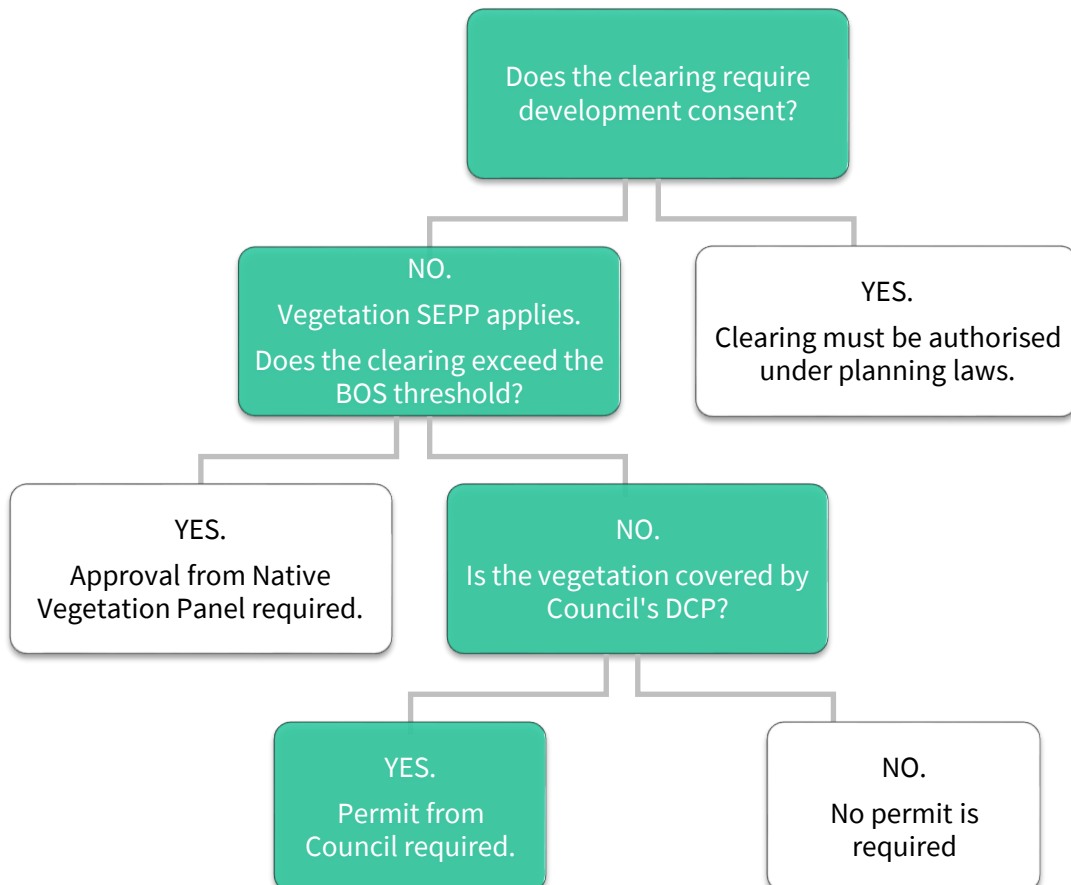 Does the clearing require
development consent?
NO.
Vegetation SEPP applies.
Does the clearing exceed the
BOS threshold?
YES.
Clearing must be authorised
under planning laws.
YES.
Approval from Native
Vegetation Panel required.
NO.
Is the vegetation covered by
Council's DCP?
YES.
Permit from
Council required.
NO.
No permit is
required